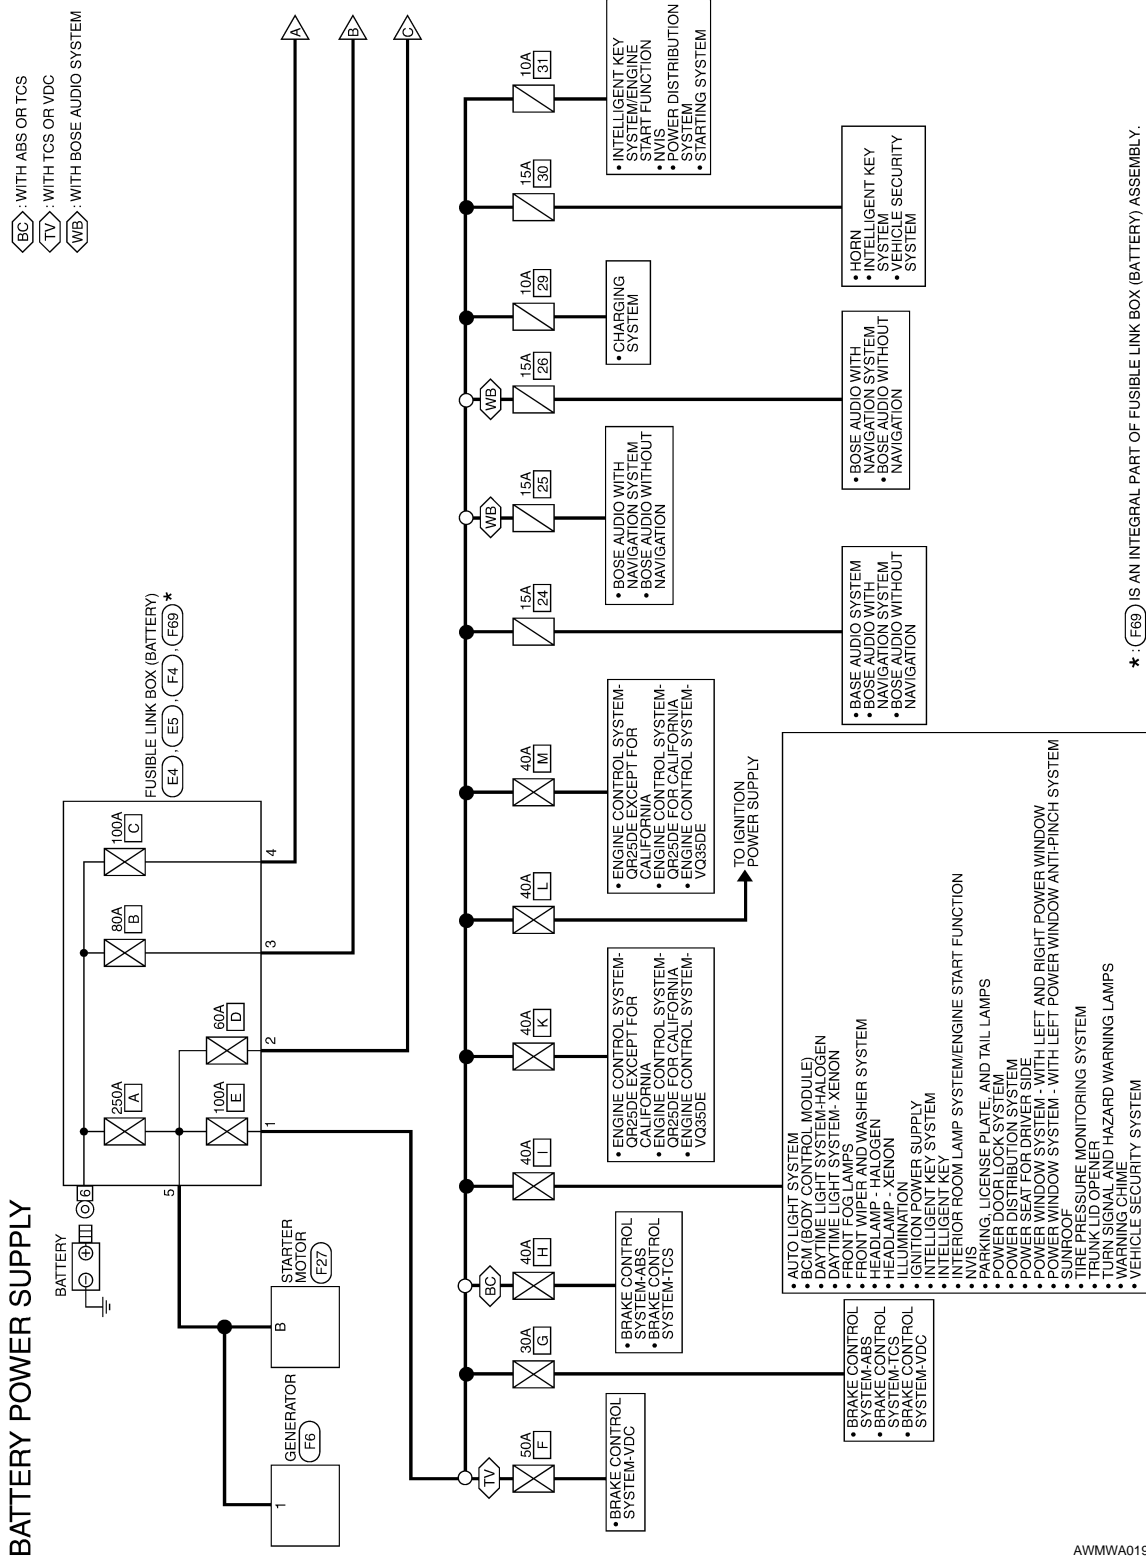 BATTERY POWER SUPPLY
BC : WITH ABS OR TCS
TV : WITH TCS OR VDC
WB : WITH BOSE AUDIO SYSTEM
BATTERY
6
250A
A
80A
B
100A
C
100A
E
60A
D
FUSIBLE LINK BOX (BATTERY)
E4 , E5 , F4 , F69 *
5
1
2
3
4
A
B
C
GENERATOR
F6
1
STARTER
MOTOR
F27
B
TV
50A
F
• BRAKE CONTROL
SYSTEM-VDC
30A
G
• BRAKE CONTROL
SYSTEM-ABS
• BRAKE CONTROL
SYSTEM-TCS
• BRAKE CONTROL
SYSTEM-VDC
BC
40A
H
• BRAKE CONTROL
SYSTEM-ABS
• BRAKE CONTROL
SYSTEM-TCS
40A
I
• AUTO LIGHT SYSTEM
• BCM (BODY CONTROL MODULE)
• DAYTIME LIGHT SYSTEM-HALOGEN
• DAYTIME LIGHT SYSTEM- XENON
• FRONT FOG LAMPS
• FRONT WIPER AND WASHER SYSTEM
• HEADLAMP - HALOGEN
• HEADLAMP - XENON
• ILLUMINATION
• IGNITION POWER SUPPLY
• INTELLIGENT KEY SYSTEM
• INTELLIGENT KEY
• INTERIOR ROOM LAMP SYSTEM/ENGINE START FUNCTION
• NVIS
• PARKING, LICENSE PLATE, AND TAIL LAMPS
• POWER DOOR LOCK SYSTEM
• POWER DISTRIBUTION SYSTEM
• POWER SEAT FOR DRIVER SIDE
• POWER WINDOW SYSTEM - WITH LEFT AND RIGHT POWER WINDOW
• POWER WINDOW SYSTEM - WITH LEFT POWER WINDOW ANTI-PINCH SYSTEM
• SUNROOF
• TIRE PRESSURE MONITORING SYSTEM
• TRUNK LID OPENER
• TURN SIGNAL AND HAZARD WARNING LAMPS
• WARNING CHIME
• VEHICLE SECURITY SYSTEM
40A
K
• ENGINE CONTROL SYSTEM-
QR25DE EXCEPT FOR
CALIFORNIA
• ENGINE CONTROL SYSTEM-
QR25DE FOR CALIFORNIA
• ENGINE CONTROL SYSTEM-
VQ35DE
40A
L
TO IGNITION
POWER SUPPLY
40A
M
• ENGINE CONTROL SYSTEM-
QR25DE EXCEPT FOR
CALIFORNIA
• ENGINE CONTROL SYSTEM-
QR25DE FOR CALIFORNIA
• ENGINE CONTROL SYSTEM-
VQ35DE
15A
24
• BASE AUDIO SYSTEM
• BOSE AUDIO WITH
NAVIGATION SYSTEM
• BOSE AUDIO WITHOUT
NAVIGATION
WB
15A
25
• BOSE AUDIO WITH
NAVIGATION SYSTEM
• BOSE AUDIO WITHOUT
NAVIGATION
WB
15A
26
• BOSE AUDIO WITH
NAVIGATION SYSTEM
• BOSE AUDIO WITHOUT
NAVIGATION
10A
29
• CHARGING
SYSTEM
15A
30
• HORN
• INTELLIGENT KEY
SYSTEM
• VEHICLE SECURITY
SYSTEM
10A
31
• INTELLIGENT KEY
SYSTEM/ENGINE
START FUNCTION
• NVIS
• POWER DISTRIBUTION
SYSTEM
• STARTING SYSTEM
* : F69 IS AN INTEGRAL PART OF FUSIBLE LINK BOX (BATTERY) ASSEMBLY.